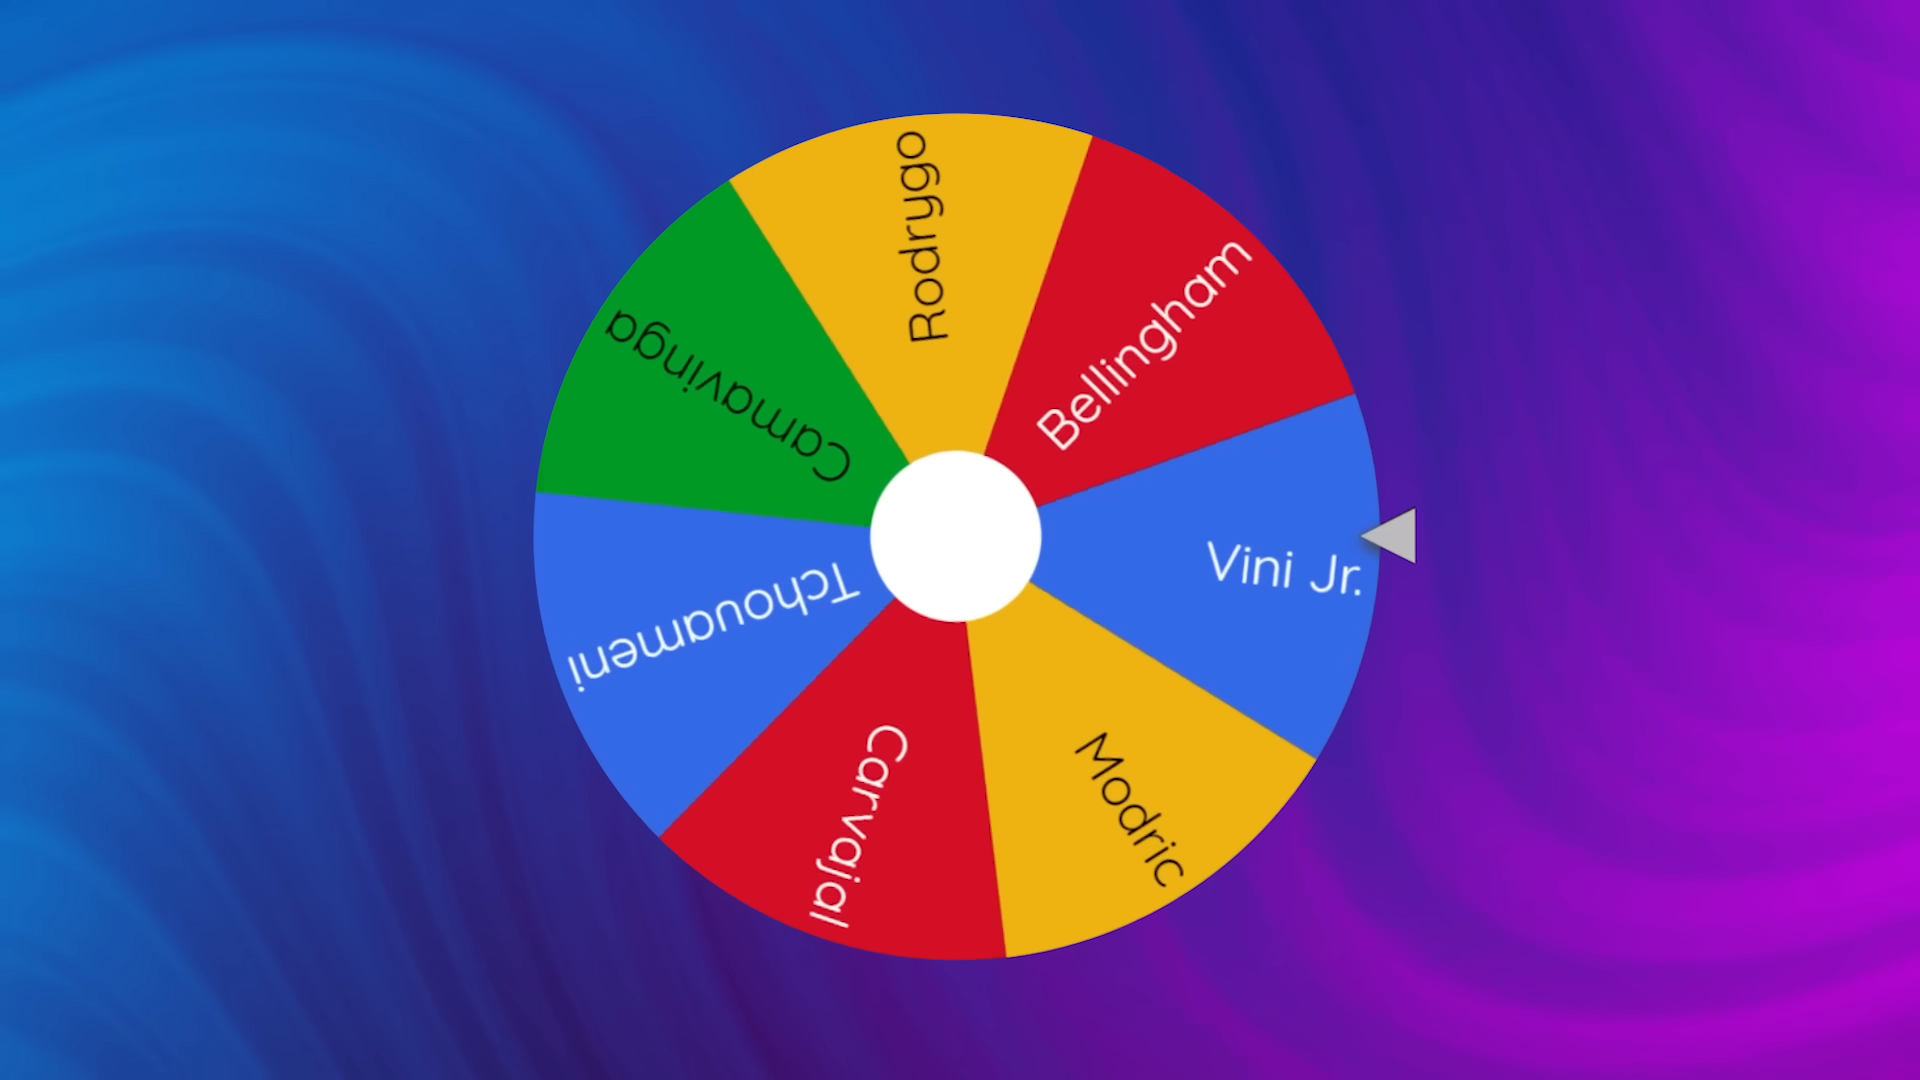 Rodrygo
Bellingham
Vini Jr.
Modric
Carvajal
Tchouameni
Camavinga